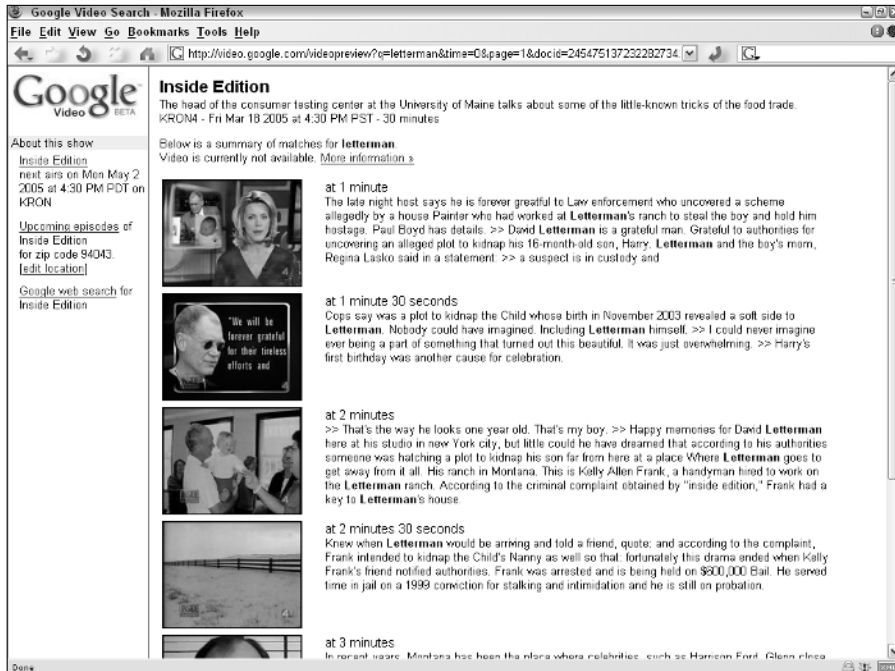 Google Video Search - Mozilla Firefox
File Edit View Go Bookmarks Tools Help
http://video.google.com/videopreview?q=letterman&time=0&page=1&docid=245475137232282734
Google
Video BETA
About this show
Inside Edition
next airs on Mon May 2
2005 at 4:30 PM PDT on
KRON
Upcoming episodes of
Inside Edition
for zip code 94043.
[edit location]
Google web search for
Inside Edition
Inside Edition
The head of the consumer testing center at the University of Maine talks about some of the little-known tricks of the food trade.
KRON4 - Fri Mar 18 2005 at 4:30 PM PST - 30 minutes
Below is a summary of matches for letterman.
Video is currently not available. More information »
at 1 minute
The late night host says he is forever greatful to Law enforcement who uncovered a scheme
allegedly by a house Painter who had worked at Letterman's ranch to steal the boy and hold him
hostage. Paul Boyd has details. >> David Letterman is a grateful man. Grateful to authorities for
uncovering an alleged plot to kidnap his 16-month-old son, Harry. Letterman and the boy's mom,
Regina Lasko said in a statement: >> a suspect is in custody and
at 1 minute 30 seconds
"We will be
forever grateful
for their tireless
efforts and
Cops say was a plot to kidnap the Child whose birth in November 2003 revealed a soft side to
Letterman. Nobody could have imagined. Including Letterman himself. >> I could never imagine
ever being a part of something that turned out this beautiful. It was just overwhelming. >> Harry's
first birthday was another cause for celebration.
at 2 minutes
>> That's the way he looks one year old. That's my boy. >> Happy memories for David Letterman
here at his studio in new York city, but little could he have dreamed that according to his authorities
someone was hatching a plot to kidnap his son far from here at a place Where Letterman goes to
get away from it all. His ranch in Montana. This is Kelly Allen Frank, a handyman hired to work on
the Letterman ranch. According to the criminal complaint obtained by "inside edition," Frank had a
key to Letterman's house.
at 2 minutes 30 seconds
Knew when Letterman would be arriving and told a friend, quote: and according to the complaint,
Frank intended to kidnap the Child's Nanny as well so that: fortunately this drama ended when Kelly
Frank's friend notified authorities. Frank was arrested and is being held on $600,000 Bail. He served
time in jail on a 1999 conviction for stalking and intimidation and he is still on probation.
at 3 minutes
In recent years, Montana has been the place where celebrities, such as Harrison Ford, Glenn close
Done